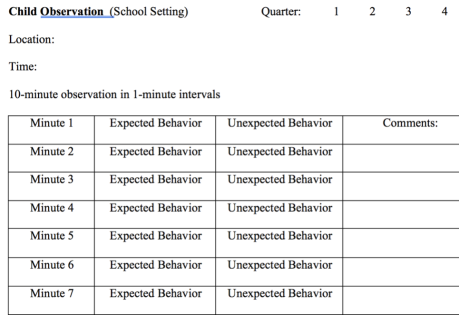 Child Observation (School Setting) Quarter: 1 2 3 4
Location:
Time:
10-minute observation in 1-minute intervals
Minute 1 Expected Behavior Unexpected Behavior Comments:
Minute 2 Expected Behavior Unexpected Behavior
Minute 3 Expected Behavior Unexpected Behavior
Minute 4 Expected Behavior Unexpected Behavior
Minute 5 Expected Behavior Unexpected Behavior
Minute 6 Expected Behavior Unexpected Behavior
Minute 7 Expected Behavior Unexpected Behavior